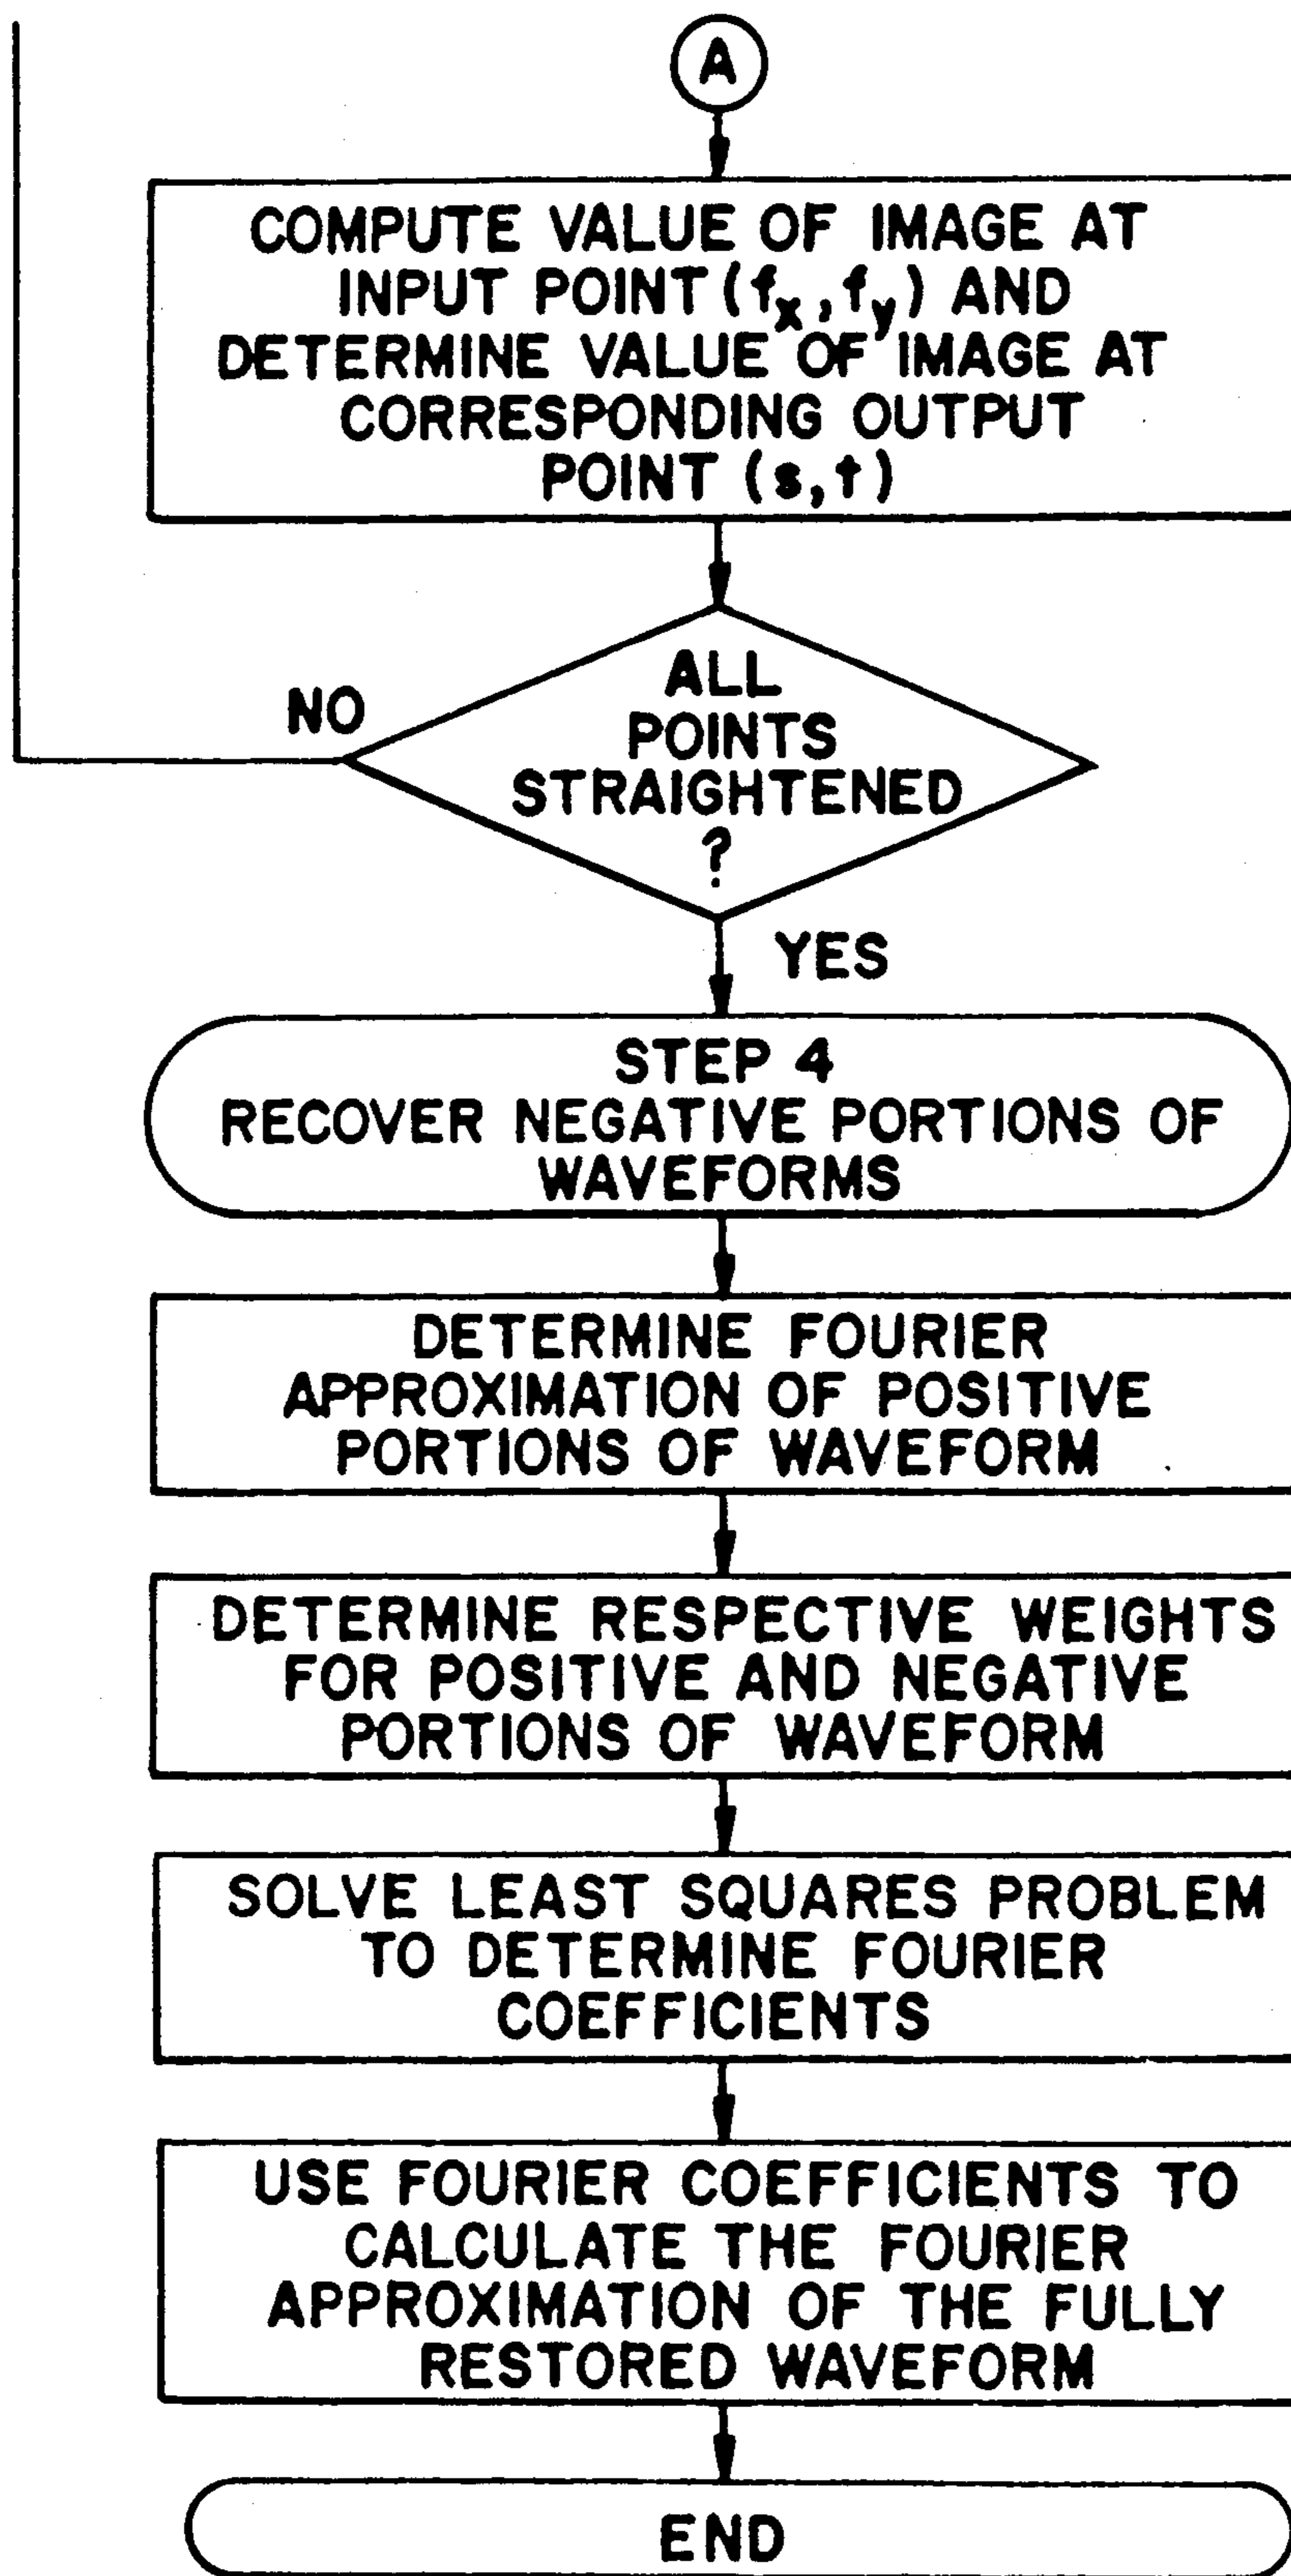 A
COMPUTE VALUE OF IMAGE AT
INPUT POINT (fx, fy) AND
DETERMINE VALUE OF IMAGE AT
CORRESPONDING OUTPUT
POINT (s,t)
ALL
POINTS
STRAIGHTENED
?
NO
YES
STEP 4
RECOVER NEGATIVE PORTIONS OF
WAVEFORMS
DETERMINE FOURIER
APPROXIMATION OF POSITIVE
PORTIONS OF WAVEFORM
DETERMINE RESPECTIVE WEIGHTS
FOR POSITIVE AND NEGATIVE
PORTIONS OF WAVEFORM
SOLVE LEAST SQUARES PROBLEM
TO DETERMINE FOURIER
COEFFICIENTS
USE FOURIER COEFFICIENTS TO
CALCULATE THE FOURIER
APPROXIMATION OF THE FULLY
RESTORED WAVEFORM
END